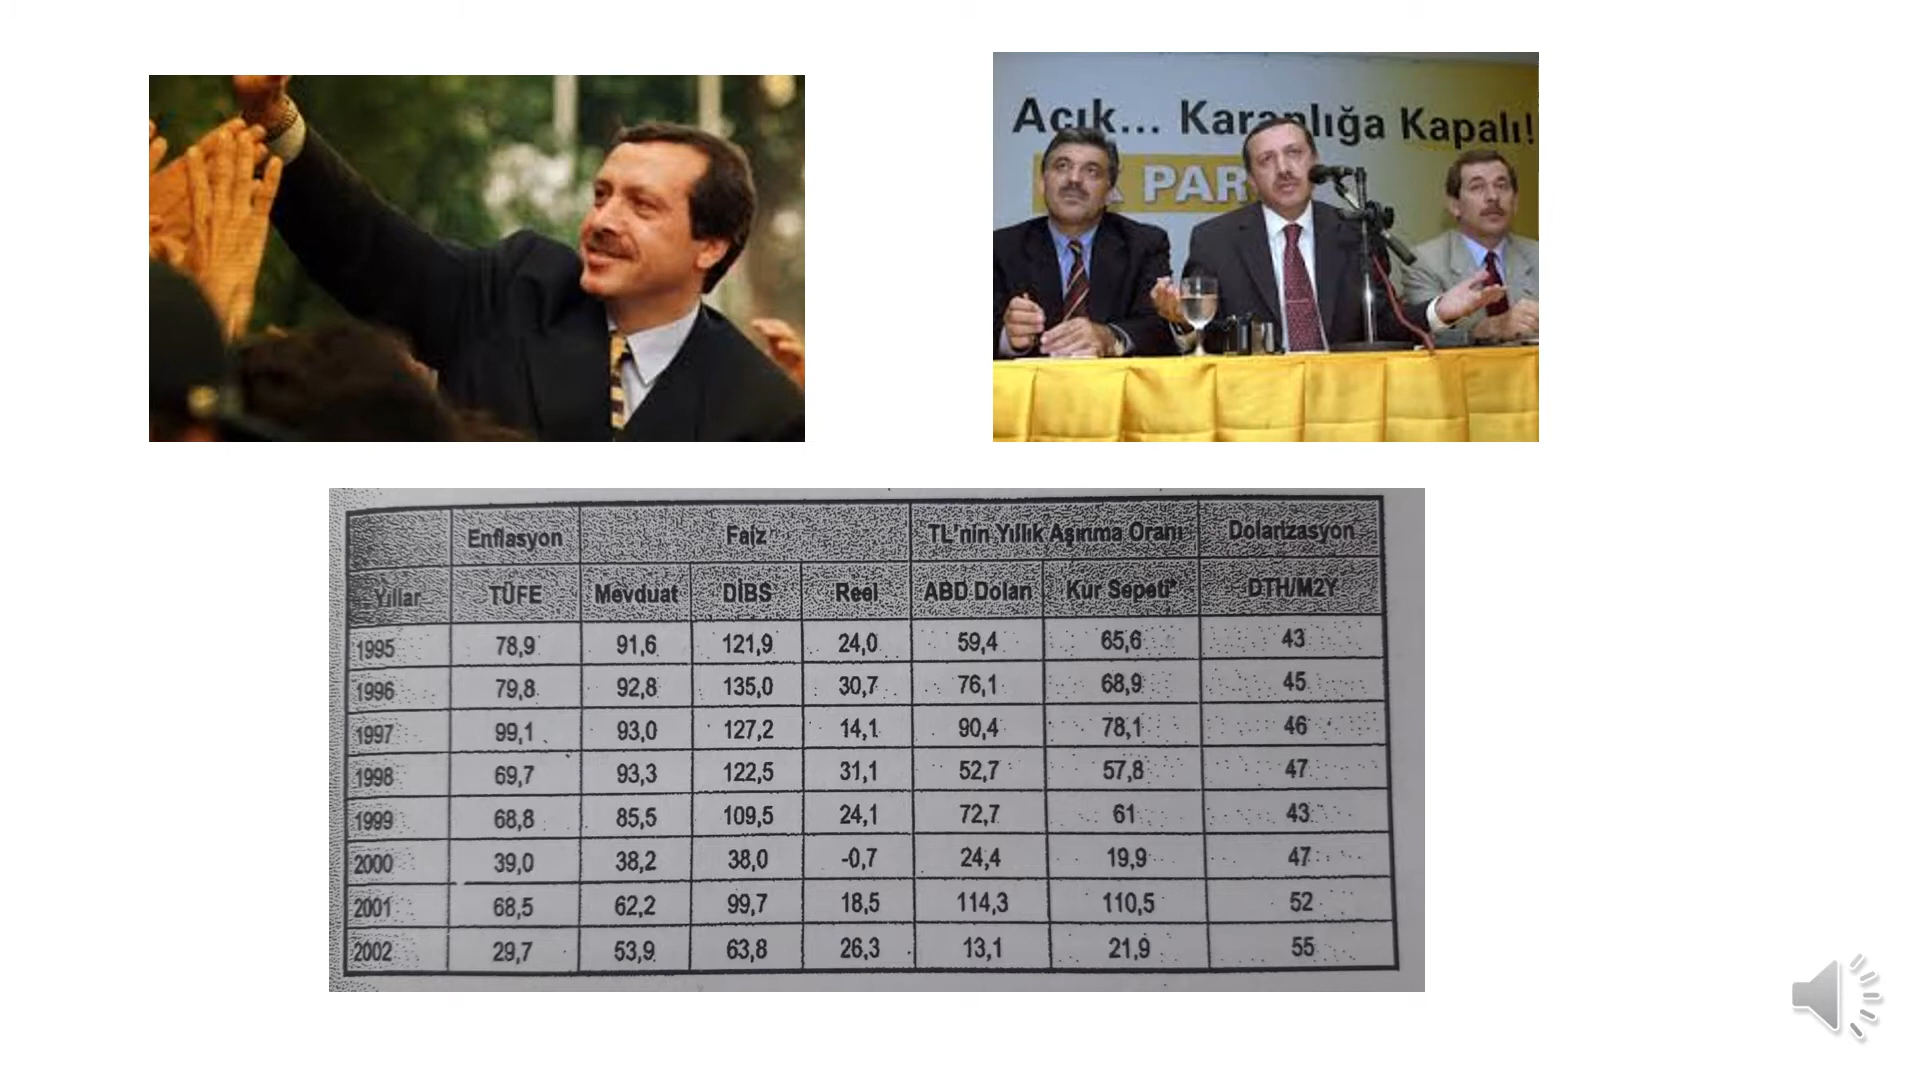 Açık... Karanlığa Kapalı!
K PAR
Enflasyon Faiz TL'nin Yıllık Aşınma Oranı Dolarizasyon
Yıllar TÜFE Mevduat DİBS Reel ABD Doları Kur Sepeti* DTH/M2Y
1995 78,9 91,6 121,9 24,0 59,4 65,6 43
1996 79,8 92,8 135,0 30,7 76,1 68,9 45
1997 99,1 93,0 127,2 14,1 90,4 78,1 46
1998 69,7 93,3 122,5 31,1 52,7 57,8 47
1999 68,8 85,5 109,5 24,1 72,7 61 43
2000 39,0 38,2 38,0 -0,7 24,4 19,9 47
2001 68,5 62,2 99,7 18,5 114,3 110,5 52
2002 29,7 53,9 63,8 26,3 13,1 21,9 55